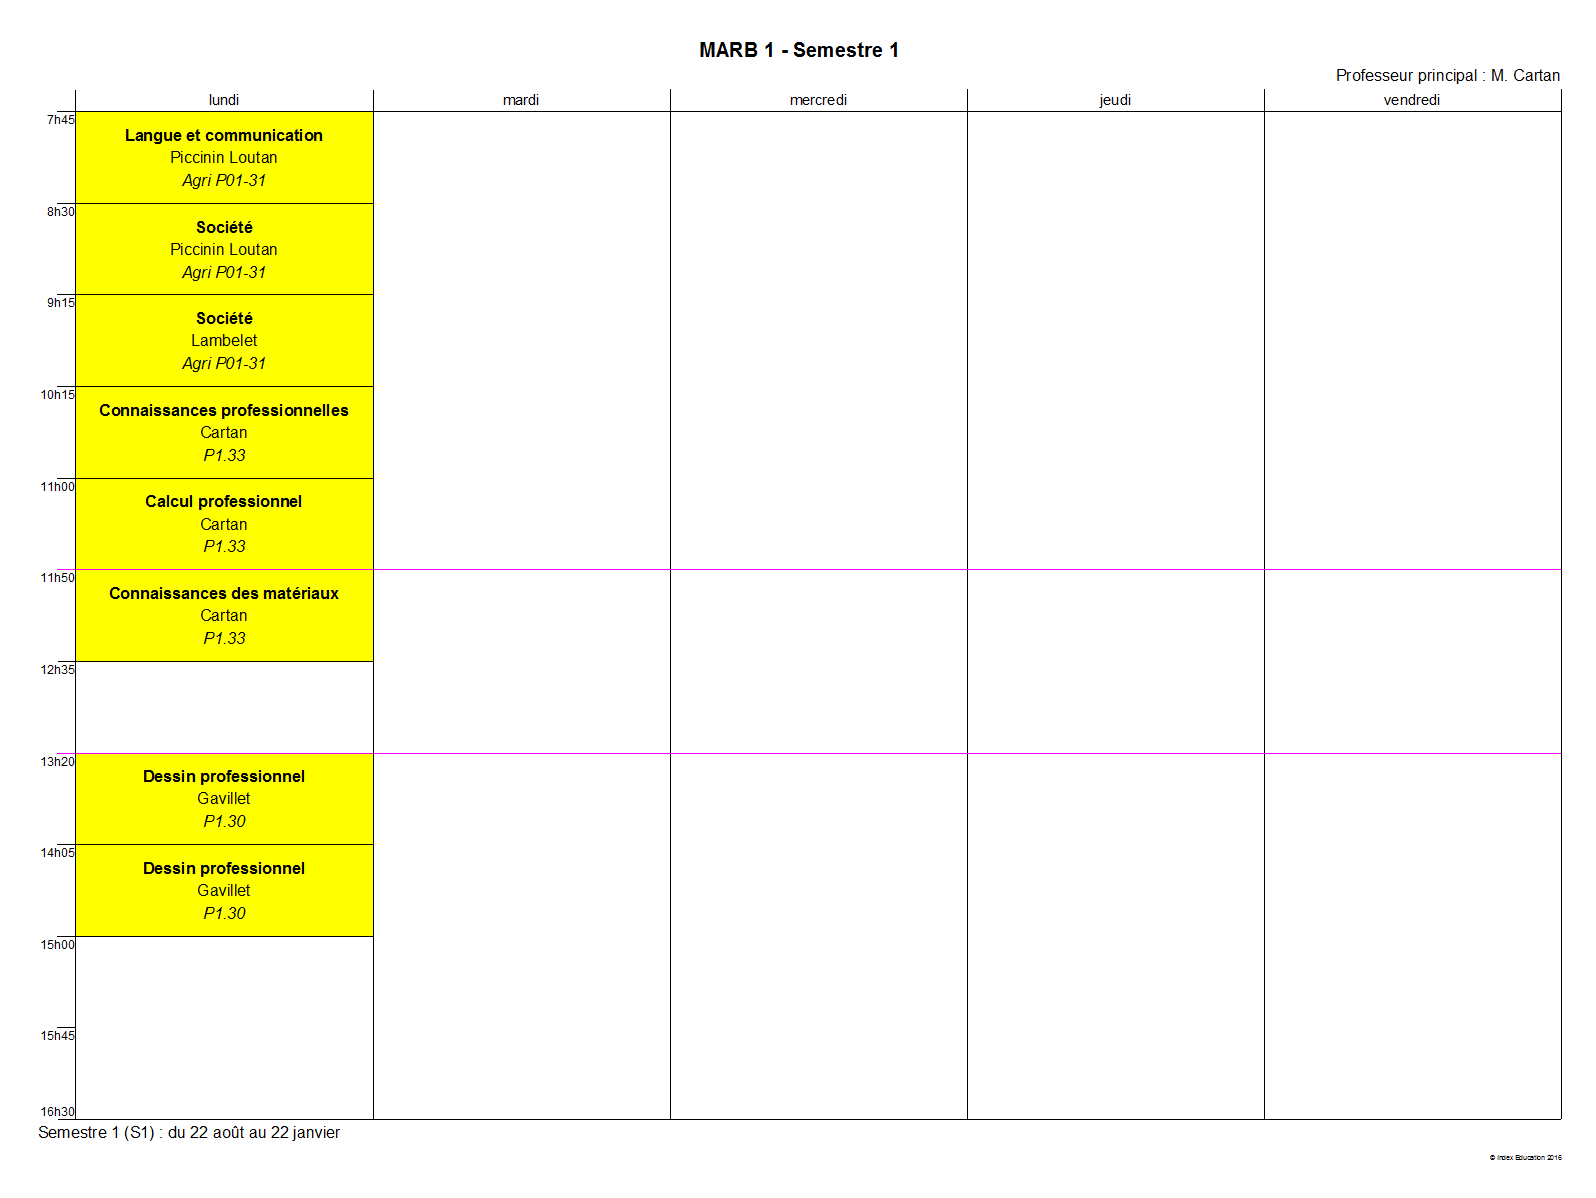 MARB 1 - Semestre 1
Professeur principal : M. Cartan
lundi mardi mercredi jeudi vendredi
7h45
Langue et communication
Piccinin Loutan
Agri P01-31
8h30
Société
Piccinin Loutan
Agri P01-31
9h15
Société
Lambelet
Agri P01-31
10h15
Connaissances professionnelles
Cartan
P1.33
11h00
Calcul professionnel
Cartan
P1.33
11h50
Connaissances des matériaux
Cartan
P1.33
12h35
13h20
Dessin professionnel
Gavillet
P1.30
14h05
Dessin professionnel
Gavillet
P1.30
15h00
15h45
16h30
Semestre 1 (S1) : du 22 août au 22 janvier
© Index Education 2016